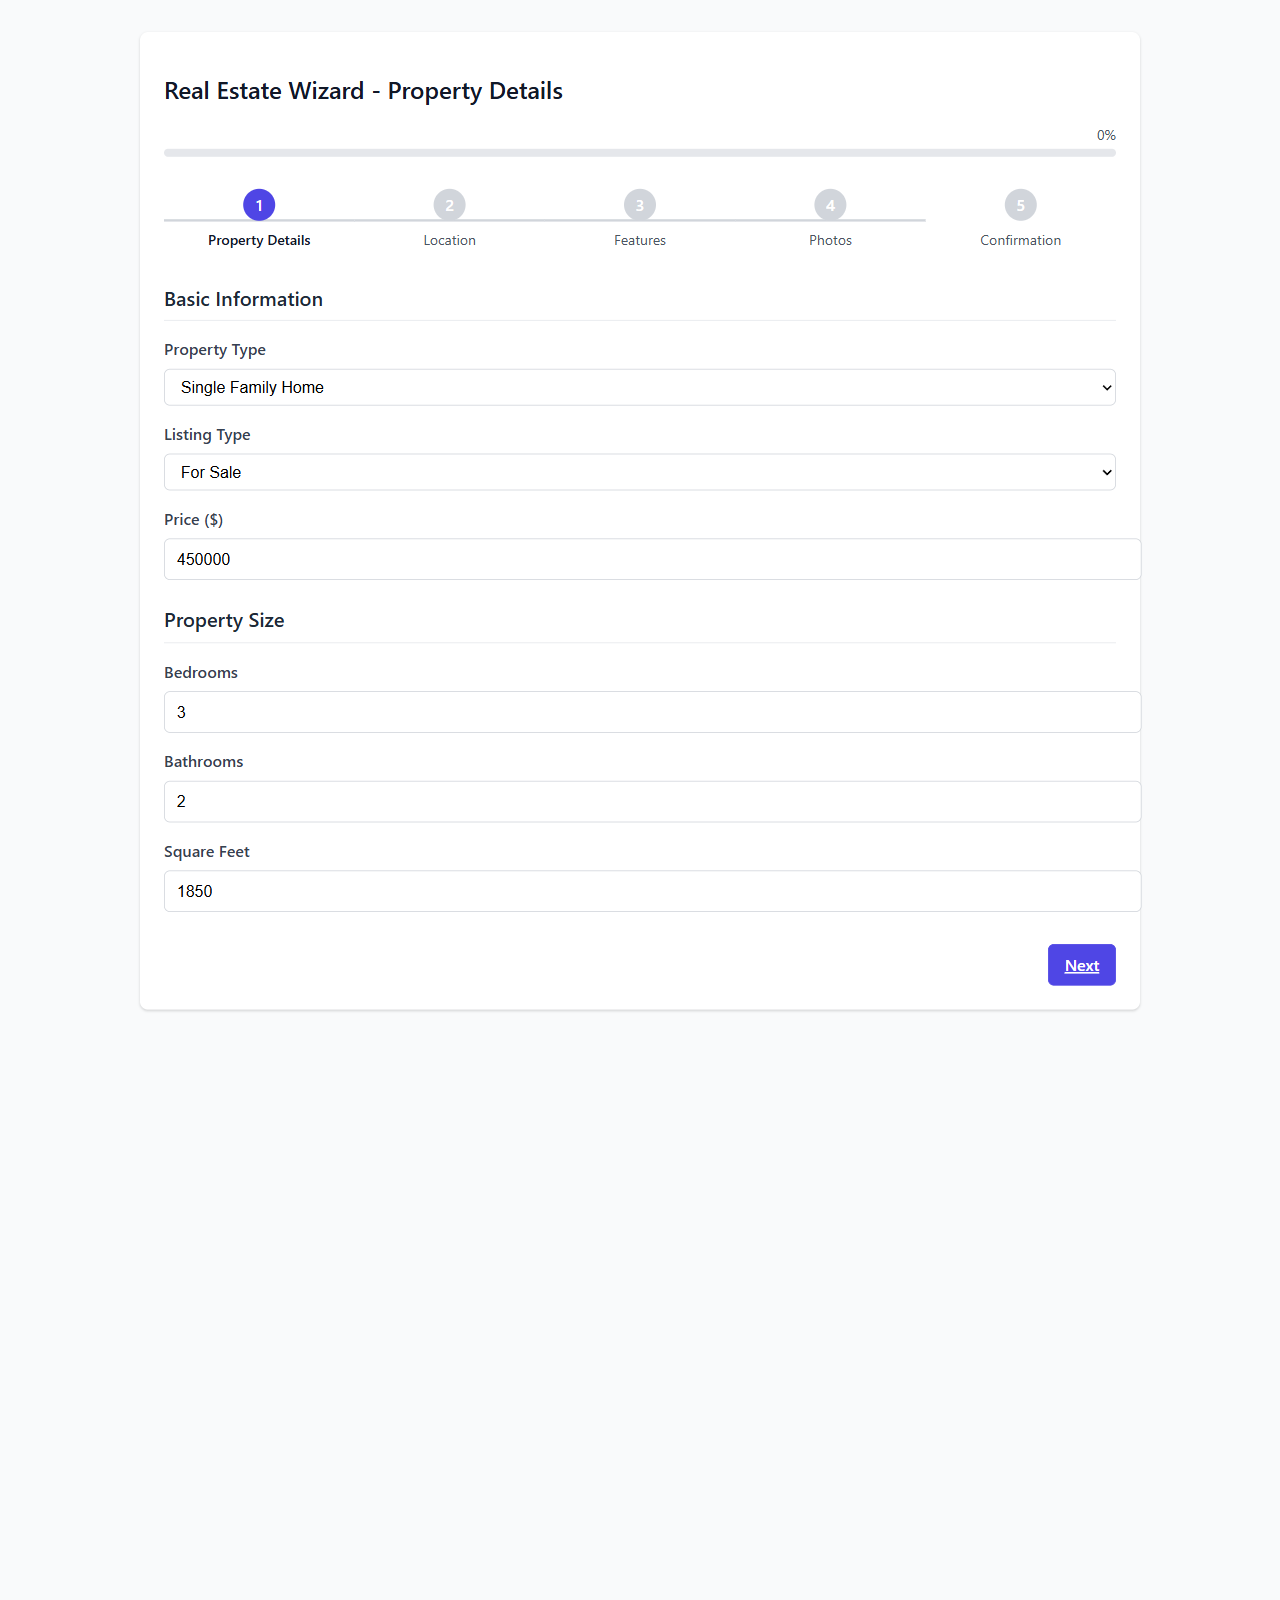 Real Estate Wizard - Property Details
0%
1 2 3 4 5
Property Details Location Features Photos Confirmation
Basic Information
Property Type
Single Family Home
Listing Type
For Sale
Price ($)
450000
Property Size
Bedrooms
3
Bathrooms
2
Square Feet
1850
Next